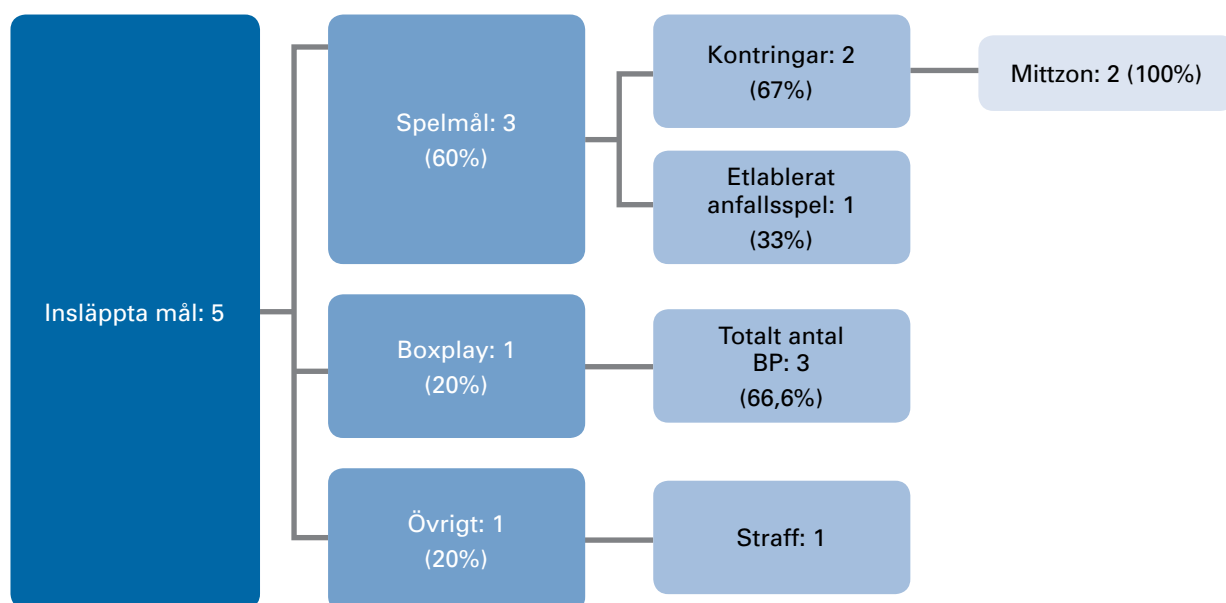 Insläppta mål: 5
Spelmål: 3
(60%)
Kontringar: 2
(67%)
Mittzon: 2 (100%)
Etlablerat
anfallsspel: 1
(33%)
Boxplay: 1
(20%)
Totalt antal
BP: 3
(66,6%)
Övrigt: 1
(20%)
Straff: 1